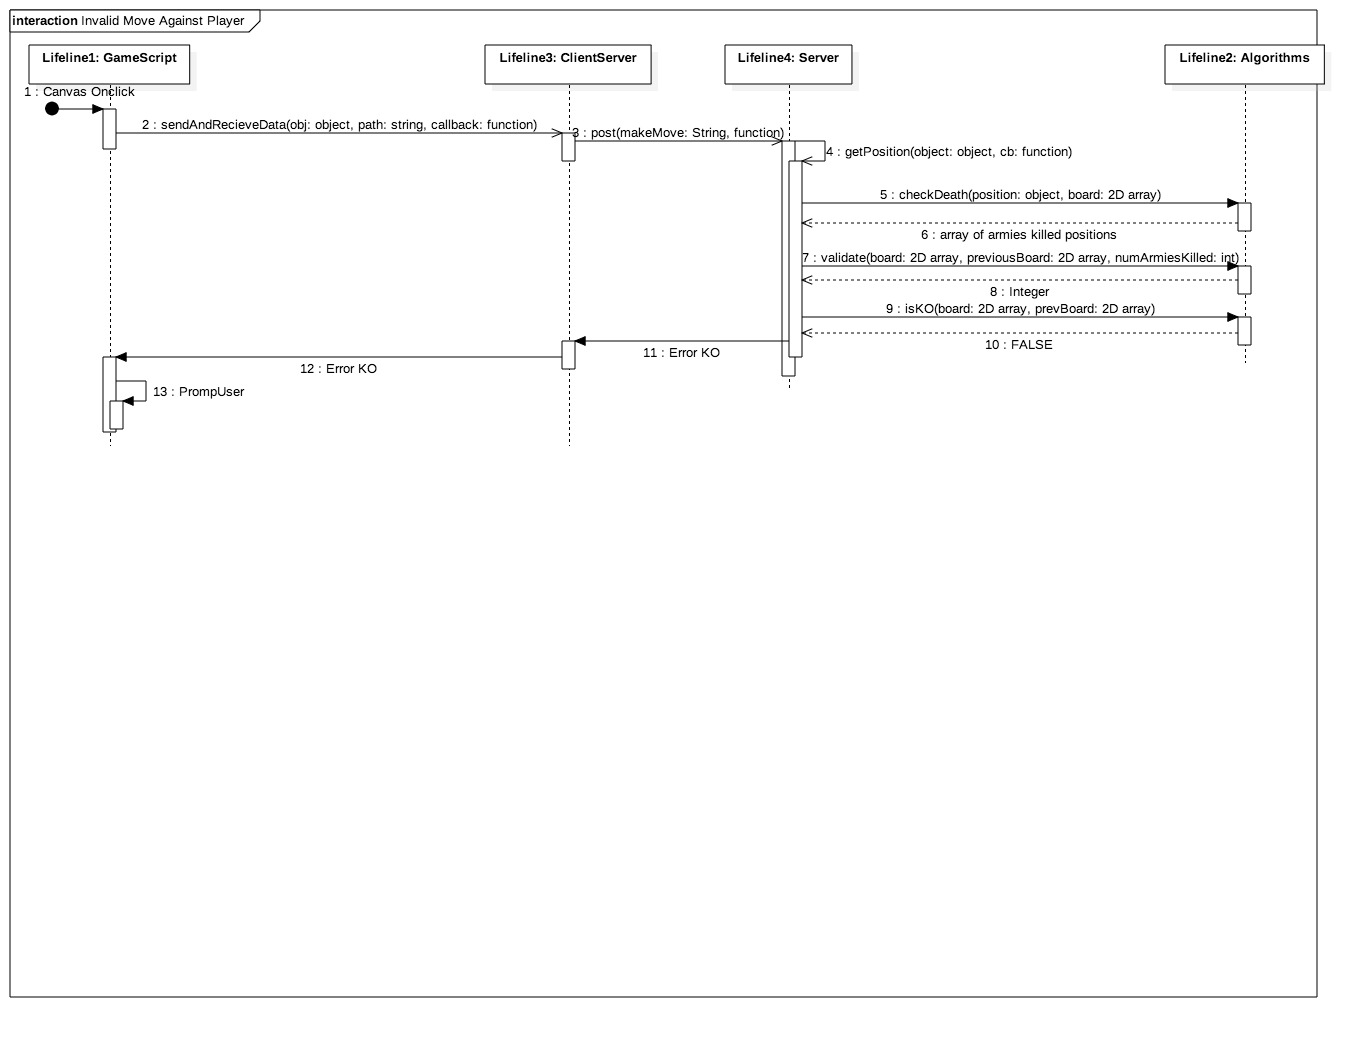 interaction Invalid Move Against Player
Lifeline1: GameScript
Lifeline3: ClientServer
Lifeline4: Server
Lifeline2: Algorithms
1 : Canvas Onclick
2 : sendAndRecieveData(obj: object, path: string, callback: function)
3 : post(makeMove: String, function)
4 : getPosition(object: object, cb: function)
5 : checkDeath(position: object, board: 2D array)
6 : array of armies killed positions
7 : validate(board: 2D array, previousBoard: 2D array, numArmiesKilled: int)
8 : Integer
9 : isKO(board: 2D array, prevBoard: 2D array)
10 : FALSE
11 : Error KO
12 : Error KO
13 : PrompUser